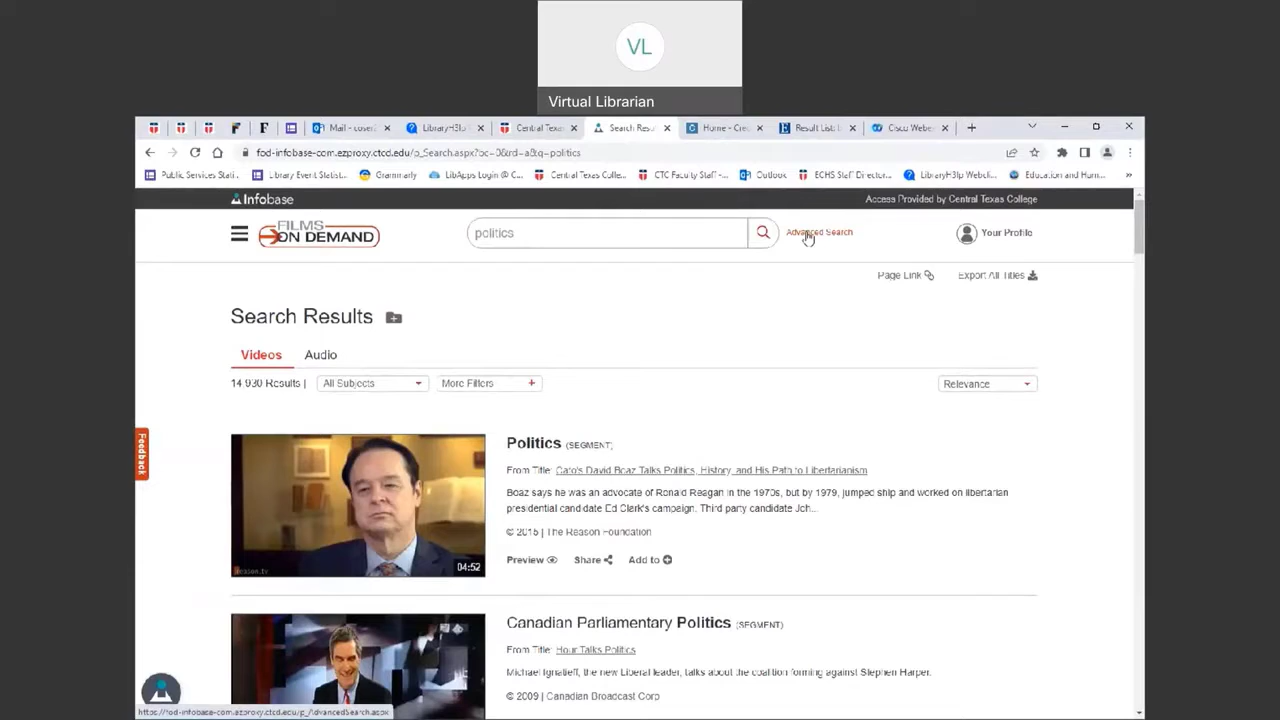 VL
Virtual Librarian
Mail - coser
LibraryH3lp
Central Texas
Search Resu
Home - Cred
Result List:
Cisco Webex
fod-infobase-com.ezproxy.ctcd.edu/p_Search.aspx?bc=0&rd=a&q=politics
Public Services Stati...
Library Event Statist...
Grammarly
LibApps Login @ C...
Central Texas Colle...
CTC Faculty Staff -...
Outlook
ECHS Staff Director...
LibraryH3lp Webcli...
Education and Hum...
Infobase
Access Provided by Central Texas College
FILMS
ON DEMAND
politics
Advanced Search
Your Profile
Page Link
Export All Titles
Search Results
Videos
Audio
14,930 Results |
All Subjects
More Filters +
Relevance
Feedback
Politics (SEGMENT)
From Title: Cato's David Boaz Talks Politics, History, and His Path to Libertarianism
Boaz says he was an advocate of Ronald Reagan in the 1970s, but by 1979, jumped ship and worked on libertarian
presidential candidate Ed Clark's campaign. Third party candidate Joh...
© 2015 | The Reason Foundation
Preview
Share
Add to
reason.tv
04:52
Canadian Parliamentary Politics (SEGMENT)
From Title: Hour Talks Politics
Michael Ignatieff, the new Liberal leader, talks about the coalition forming against Stephen Harper.
© 2009 | Canadian Broadcast Corp
https://fod-infobase-com.ezproxy.ctcd.edu/p_AdvancedSearch.aspx